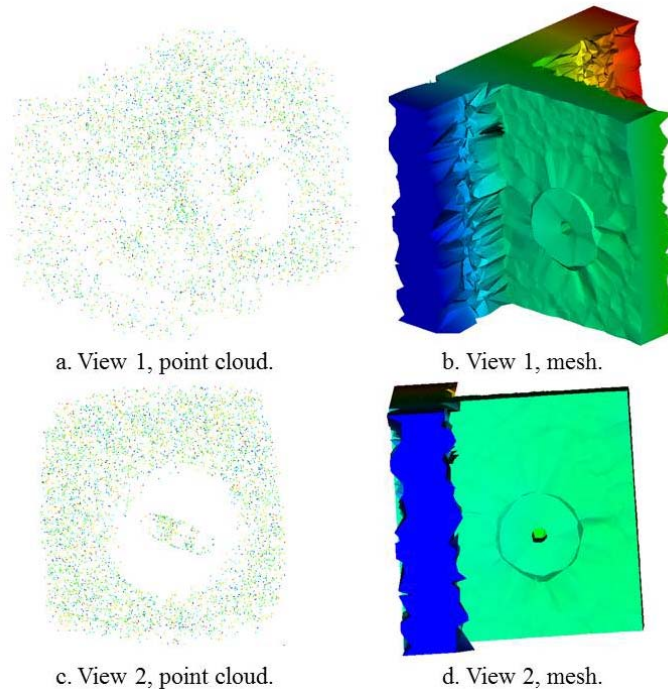 a. View 1, point cloud.
b. View 1, mesh.
c. View 2, point cloud.
d. View 2, mesh.